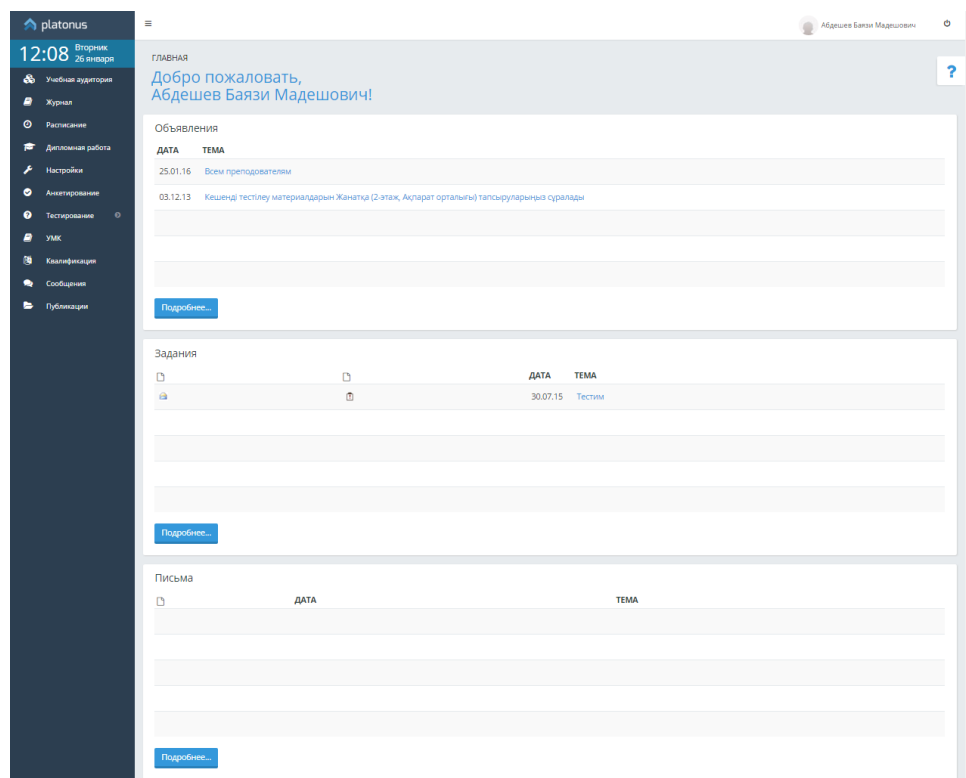 platonus
Абдешев Баязи Мадешович
12:08 Вторник
26 января
Учебная аудитория
Журнал
Расписание
Дипломная работа
Настройки
Анкетирование
Тестирование
УМК
Квалификация
Сообщения
Публикации
ГЛАВНАЯ
Добро пожаловать,
Абдешев Баязи Мадешович!
?
Объявления
ДАТА ТЕМА
25.01.16 Всем преподователям
03.12.13 Кешенді тестілеу материалдарын Жанатқа (2-этаж, Ақпарат орталығы) тапсыруларыңыз сұралады
Подробнее...
Задания
ДАТА ТЕМА
30.07.15 Тестим
Подробнее...
Письма
ДАТА ТЕМА
Подробнее...